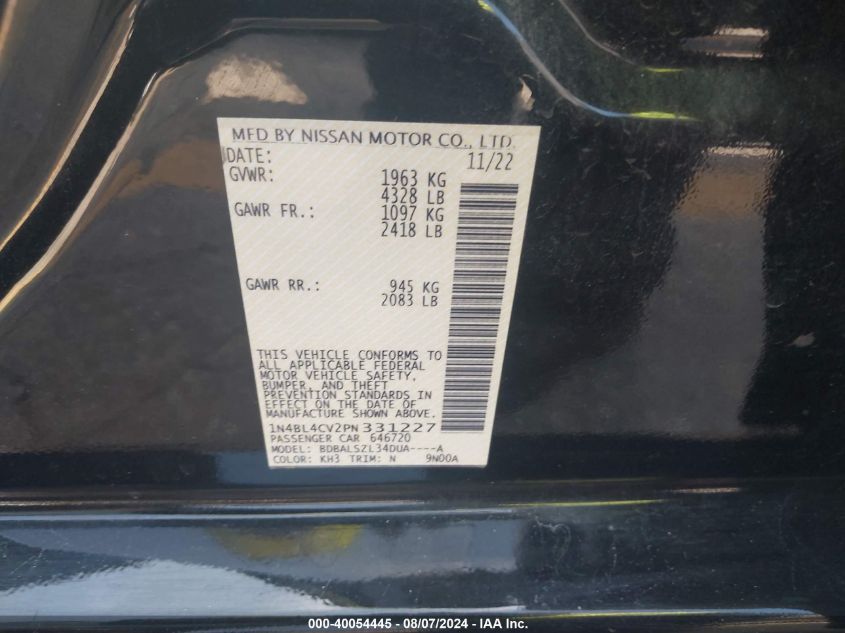 MFD BY NISSAN MOTOR CO., LTD.
DATE: 11/22
GVWR: 1963 KG
4328 LB
GAWR FR.: 1097 KG
2418 LB
GAWR RR.: 945 KG
2083 LB
THIS VEHICLE CONFORMS TO
ALL APPLICABLE FEDERAL
MOTOR VEHICLE SAFETY,
BUMPER, AND THEFT
PREVENTION STANDARDS IN
EFFECT ON THE DATE OF
MANUFACTURE SHOWN ABOVE.
1N4BL4CV2PN331227
PASSENGER CAR 646720
MODEL: BDBALSZL34DUA----A
COLOR: KH3 TRIM: N 9N00A
000-40054445 - 08/07/2024 - IAA Inc.